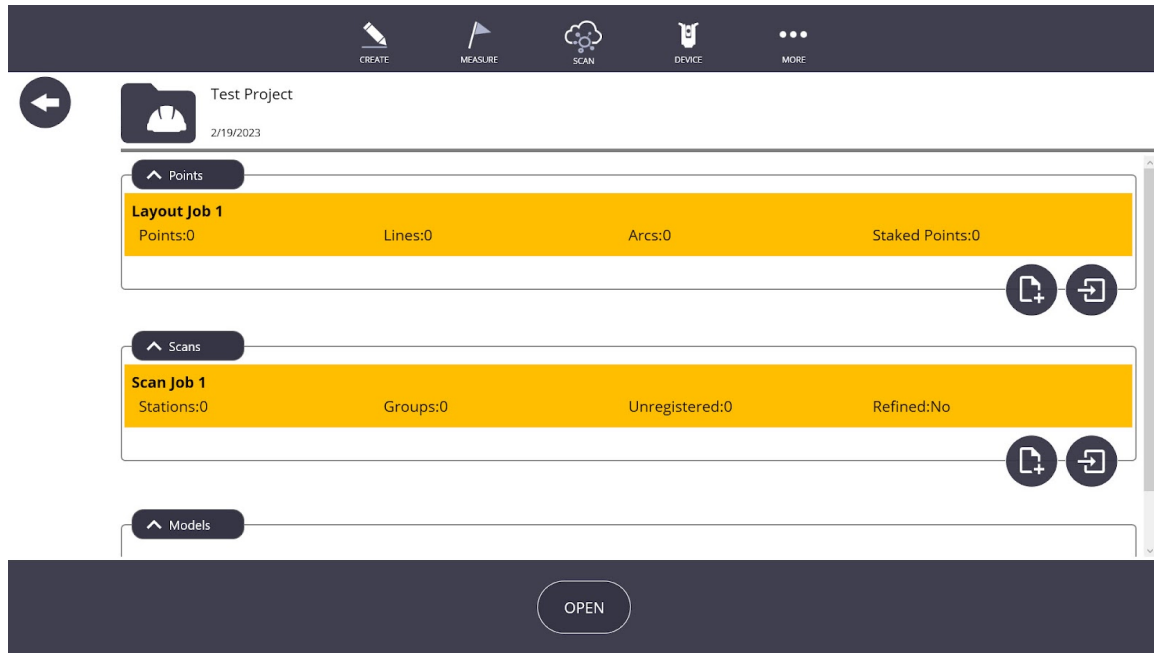 CREATE MEASURE SCAN DEVICE MORE
Test Project
2/19/2023
Points
Layout Job 1
Points:0 Lines:0 Arcs:0 Staked Points:0
Scans
Scan Job 1
Stations:0 Groups:0 Unregistered:0 Refined:No
Models
OPEN